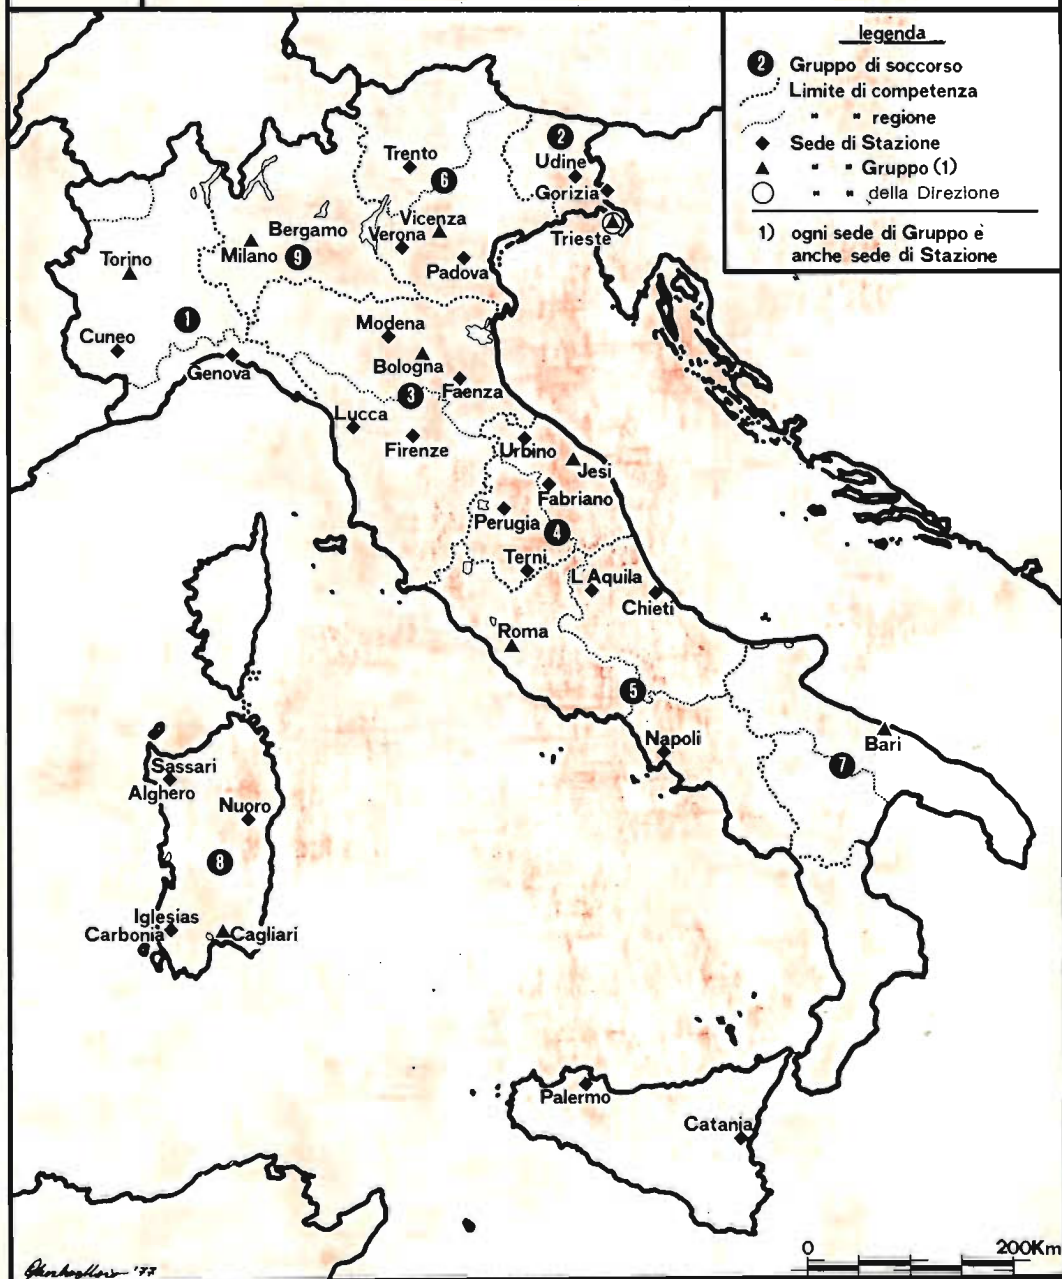 legenda
2 Gruppo di soccorso
Limite di competenza
" " regione
Sede di Stazione
" " Gruppo (1)
" " della Direzione
1) ogni sede di Gruppo è
anche sede di Stazione
2
Trento
Udine
6
Gorizia
Vicenza
Bergamo
Verona
Trieste
Milano
9
Torino
Padova
1
Modena
Cuneo
Bologna
Genova
Faenza
3
Lucca
Firenze
Urbino
Jesi
Fabriano
Perugia
4
Terni
L'Aquila
Chieti
Roma
5
Napoli
Bari
7
Sassari
Alghero
Nuoro
8
Iglesias
Carbonia
Cagliari
Palermo
Catania
0 200Km
'77